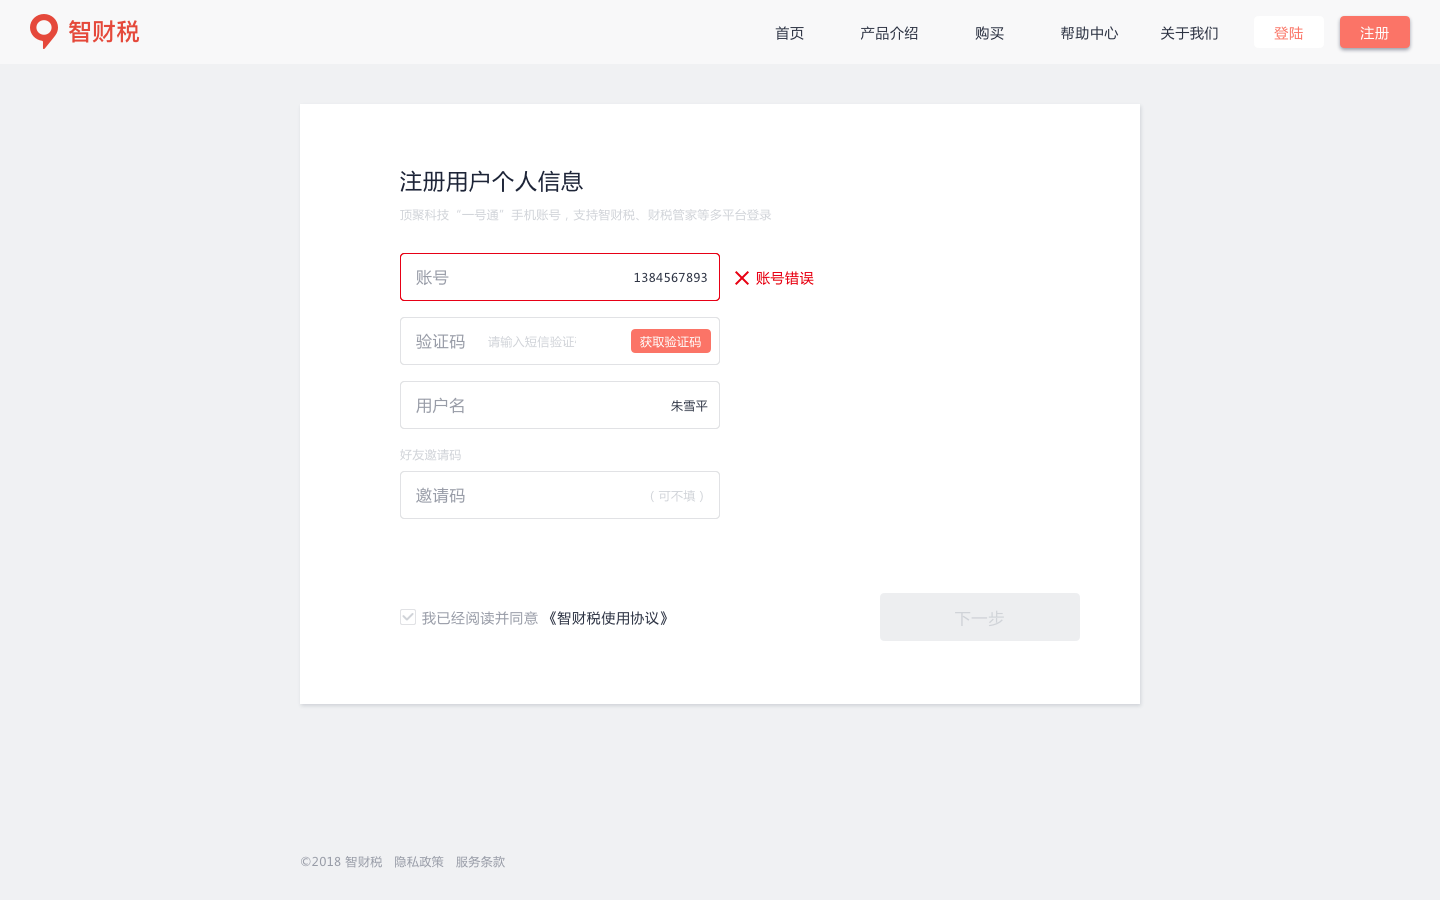 智财税
首页 产品介绍 购买 帮助中心 关于我们 登陆 注册
注册用户个人信息
顶聚科技“一号通”手机账号，支持智财税、财税管家等多平台登录
账号 1384567893 账号错误
验证码 请输入短信验证 获取验证码
用户名 朱雪平
好友邀请码
邀请码 （可不填）
我已经阅读并同意《智财税使用协议》 下一步
©2018 智财税 隐私政策 服务条款